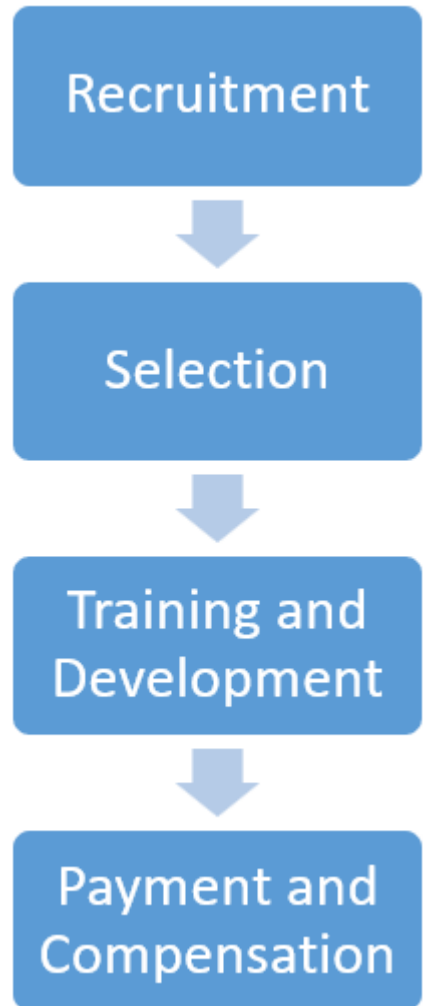 Recruitment
Selection
Training and
Development
Payment and
Compensation